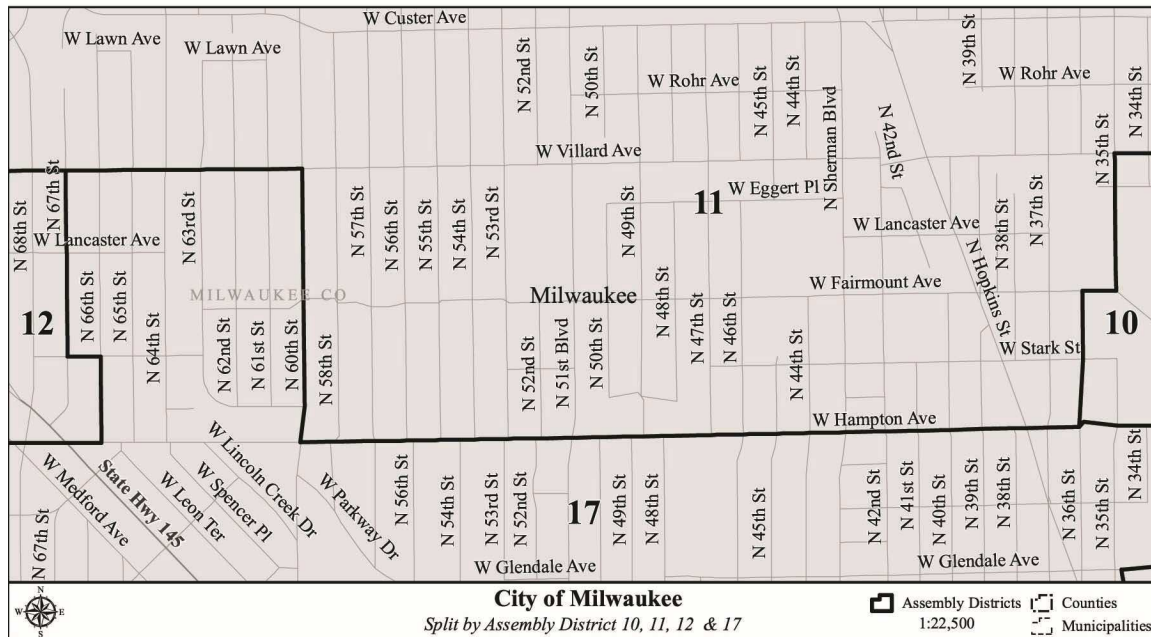 W Custer Ave
W Lawn Ave
W Lawn Ave
N 52nd St
N 50th St
W Rohr Ave
N 45th St
N 44th St
N Sherman Blvd
N 42nd St
N 39th St
W Rohr Ave
N 35th St
N 34th St
W Villard Ave
N 68th St
N 67th St
N 63rd St
W Lancaster Ave
N 57th St
N 56th St
N 55th St
N 54th St
N 53rd St
N 49th St
W Eggert Pl
11
W Lancaster Ave
N 38th St
N 37th St
N Hopkins St
MILWAUKEE CO
Milwaukee
W Fairmount Ave
12
N 66th St
N 65th St
N 64th St
N 62nd St
N 61st St
N 60th St
N 58th St
N 52nd St
N 51st Blvd
N 50th St
N 48th St
N 47th St
N 46th St
N 44th St
W Stark St
10
W Hampton Ave
W Medford Ave
State Hwy 145
W Leon Ter
W Spencer Pl
W Lincoln Creek Dr
W Parkway Dr
N 67th St
N 56th St
N 54th St
N 53rd St
N 52nd St
17
N 49th St
N 48th St
N 45th St
N 42nd St
N 41st St
N 40th St
N 39th St
N 38th St
N 36th St
N 35th St
N 34th St
W Glendale Ave
W Glendale Ave
N
W
E
S
City of Milwaukee
Split by Assembly District 10, 11, 12 & 17
Assembly Districts
Counties
1:22,500
Municipalities